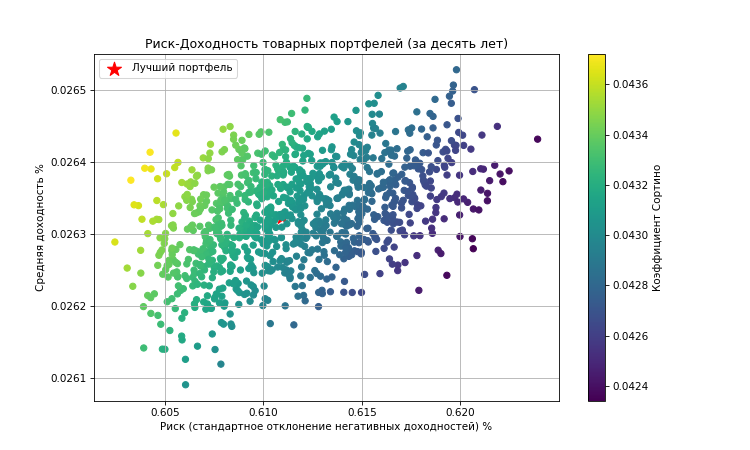 Риск-Доходность товарных портфелей (за десять лет)
Лучший портфель
Средняя доходность %
0.0265
0.0264
0.0263
0.0262
0.0261
0.605 0.610 0.615 0.620
Риск (стандартное отклонение негативных доходностей) %
0.0436
0.0434
0.0432
0.0430
0.0428
0.0426
0.0424
Коэффициент Сортино